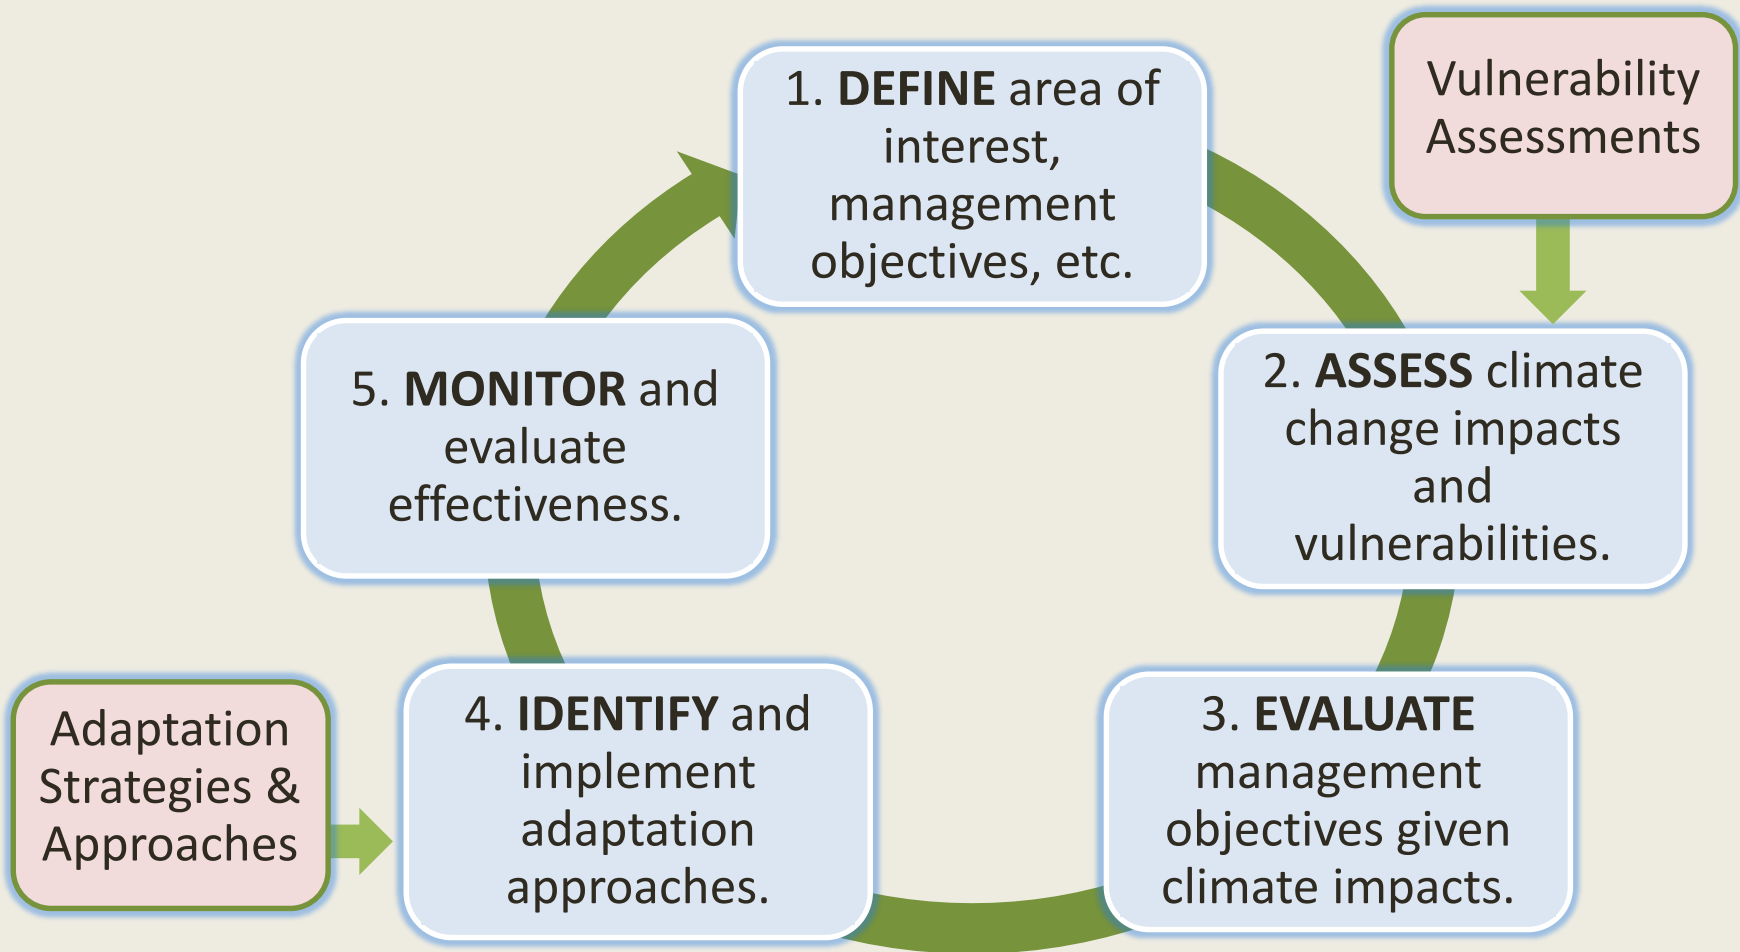 1. DEFINE area of
interest,
management
objectives, etc.
Vulnerability
Assessments
2. ASSESS climate
change impacts
and
vulnerabilities.
3. EVALUATE
management
objectives given
climate impacts.
4. IDENTIFY and
implement
adaptation
approaches.
Adaptation
Strategies &
Approaches
5. MONITOR and
evaluate
effectiveness.